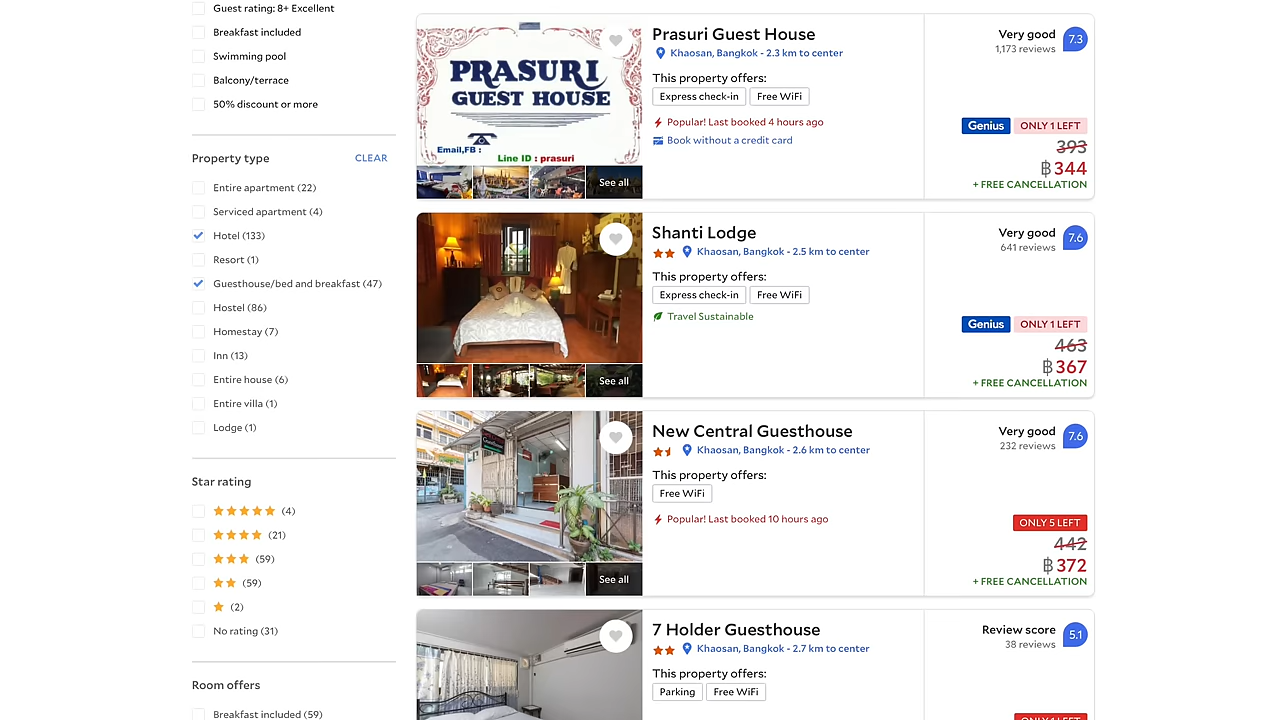 Guest rating: 8+ Excellent
Breakfast included
Swimming pool
Balcony/terrace
50% discount or more
Property type
CLEAR
Entire apartment (22)
Serviced apartment (4)
Hotel (133)
Resort (1)
Guesthouse/bed and breakfast (47)
Hostel (86)
Homestay (7)
Inn (13)
Entire house (6)
Entire villa (1)
Lodge (1)
Star rating
(4)
(21)
(59)
(59)
(2)
No rating (31)
Room offers
Breakfast included (59)
PRASURI
GUEST HOUSE
Email,FB :
Line ID : prasuri
See all
Prasuri Guest House
Khaosan, Bangkok - 2.3 km to center
This property offers:
Express check-in
Free WiFi
Popular! Last booked 4 hours ago
Book without a credit card
Very good
1,173 reviews
7.3
Genius
ONLY 1 LEFT
393
฿ 344
+ FREE CANCELLATION
See all
Shanti Lodge
Khaosan, Bangkok - 2.5 km to center
This property offers:
Express check-in
Free WiFi
Travel Sustainable
Very good
641 reviews
7.6
Genius
ONLY 1 LEFT
463
฿ 367
+ FREE CANCELLATION
See all
New Central Guesthouse
Khaosan, Bangkok - 2.6 km to center
This property offers:
Free WiFi
Popular! Last booked 10 hours ago
Very good
232 reviews
7.6
ONLY 5 LEFT
442
฿ 372
+ FREE CANCELLATION
7 Holder Guesthouse
Khaosan, Bangkok - 2.7 km to center
This property offers:
Parking
Free WiFi
Review score
38 reviews
5.1
ONLY 1 LEFT